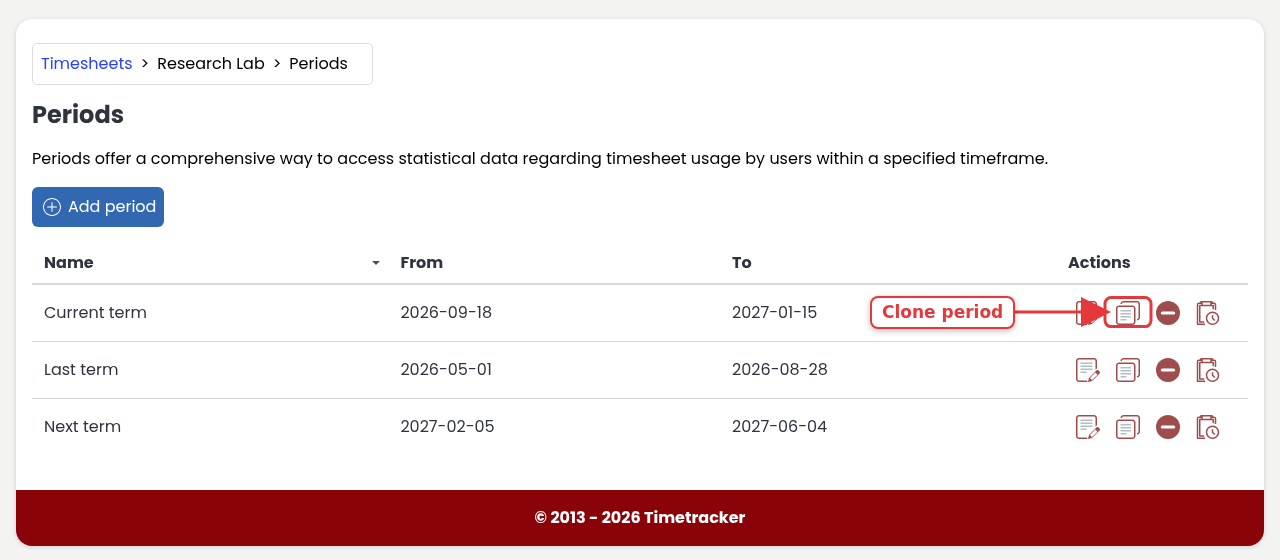 Timesheets > Research Lab > Periods
Periods
Periods offer a comprehensive way to access statistical data regarding timesheet usage by users within a specified timeframe.
Add period
Name From To Actions
Current term 2026-09-18 2027-01-15 Clone period
Last term 2026-05-01 2026-08-28
Next term 2027-02-05 2027-06-04
© 2013 - 2026 Timetracker